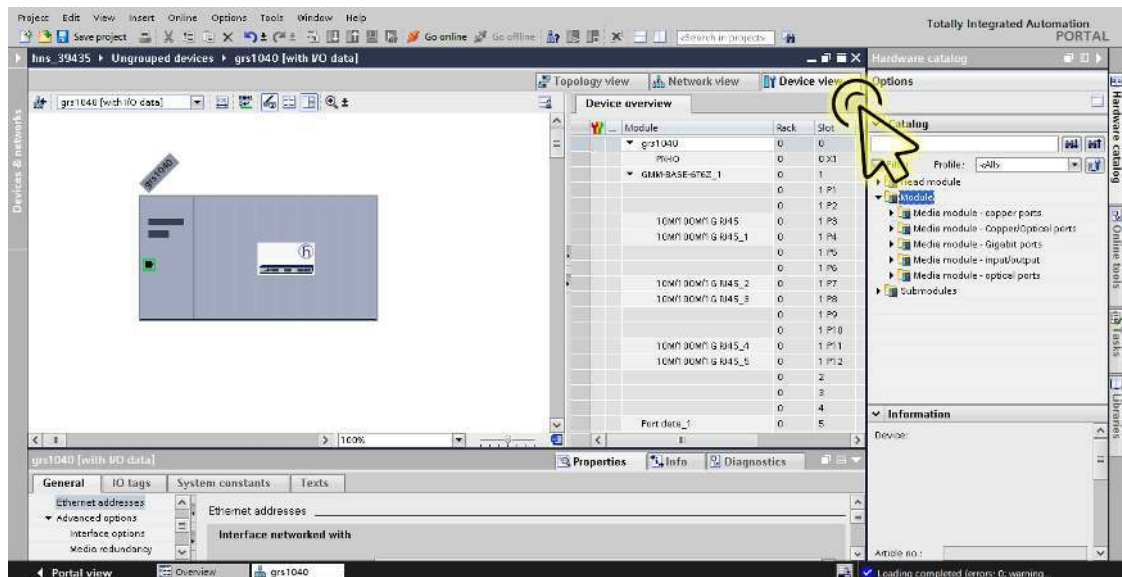 Project Edit View Insert Online Options Tools Window Help
Totally Integrated Automation
PORTAL
Save project
Go online
Go offline
<Search in project>
hns_39435 ▸ Ungrouped devices ▸ grs1040 [with I/O data]
Hardware catalog
Topology view
Network view
Device view
Options
grs1040 [with I/O data]
Device overview
Module Rack Slot
grs1040 0 0
PN-IO 0 0 X1
GMM-BASE-6T6Z_1 0 1
0 1 P1
0 1 P2
10M/100M/1G RJ45 0 1 P3
10M/100M/1G RJ45_1 0 1 P4
0 1 P5
0 1 P6
10M/100M/1G RJ45_2 0 1 P7
10M/100M/1G RJ45_3 0 1 P8
0 1 P9
0 1 P10
10M/100M/1G RJ45_4 0 1 P11
10M/100M/1G RJ45_5 0 1 P12
0 2
0 3
0 4
Port data_1 0 5
grs1040
Catalog
Profile: <All>
Head module
Module
Media module - copper ports
Media module - Copper/Optical ports
Media module - Gigabit ports
Media module - input/output
Media module - optical ports
Submodules
Information
Device:
Article no.:
Devices & networks
Hardware catalog
Online tools
Tasks
Libraries
100%
grs1040 [with I/O data]
Properties
Info
Diagnostics
General
IO tags
System constants
Texts
Ethernet addresses
Advanced options
Interface options
Media redundancy
Ethernet addresses
Interface networked with
Portal view
Overview
grs1040
Loading completed (errors: 0; warning...